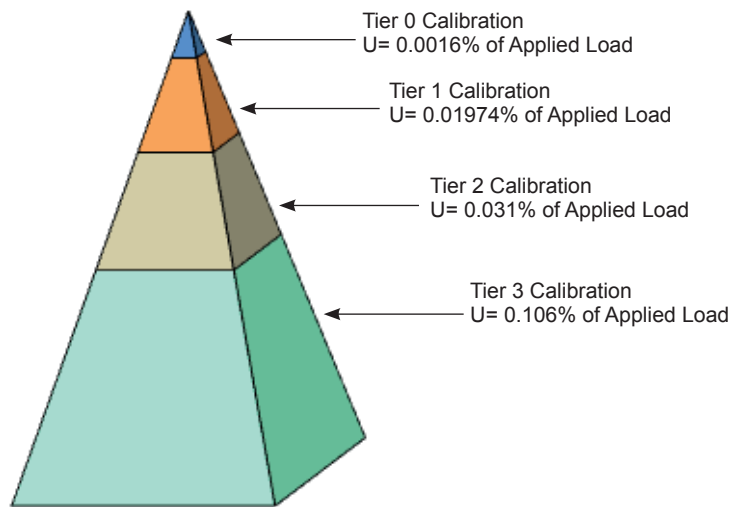 Tier 0 Calibration
U= 0.0016% of Applied Load
Tier 1 Calibration
U= 0.01974% of Applied Load
Tier 2 Calibration
U= 0.031% of Applied Load
Tier 3 Calibration
U= 0.106% of Applied Load